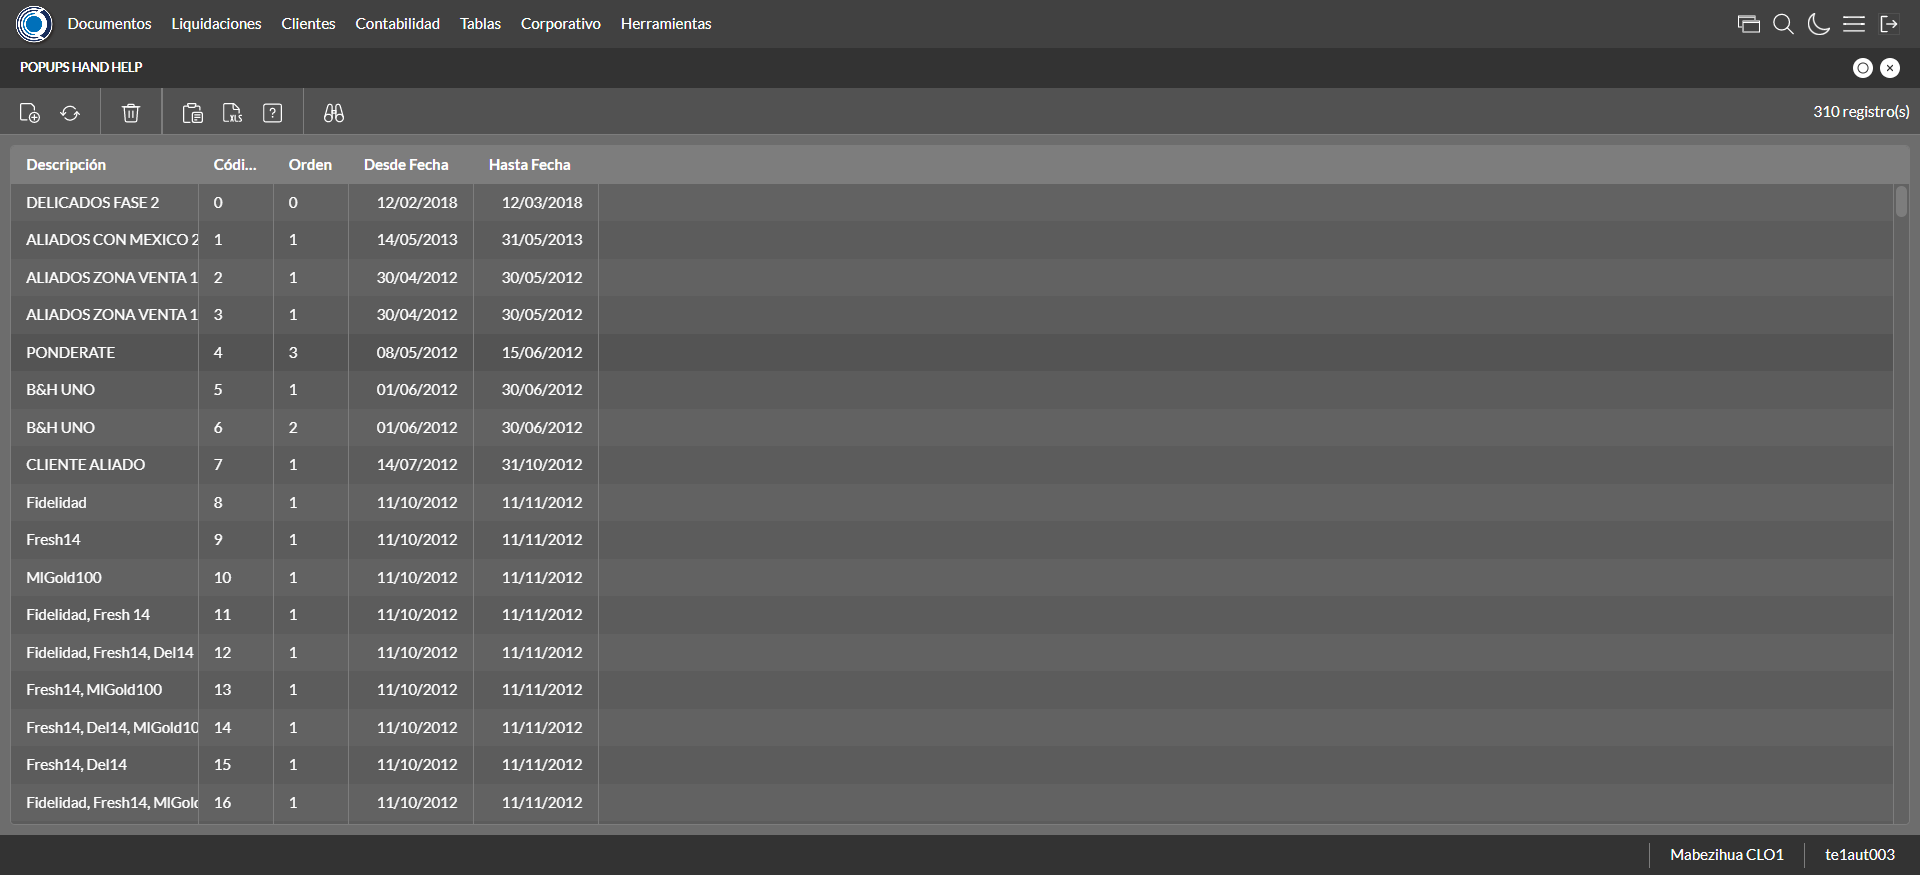 Documentos Liquidaciones Clientes Contabilidad Tablas Corporativo Herramientas
POPUPS HAND HELP
XLS ? 310 registro(s)
Descripción Códi... Orden Desde Fecha Hasta Fecha
DELICADOS FASE 2 0 0 12/02/2018 12/03/2018
ALIADOS CON MEXICO 2 1 1 14/05/2013 31/05/2013
ALIADOS ZONA VENTA 1 2 1 30/04/2012 30/05/2012
ALIADOS ZONA VENTA 1 3 1 30/04/2012 30/05/2012
PONDERATE 4 3 08/05/2012 15/06/2012
B&H UNO 5 1 01/06/2012 30/06/2012
B&H UNO 6 2 01/06/2012 30/06/2012
CLIENTE ALIADO 7 1 14/07/2012 31/10/2012
Fidelidad 8 1 11/10/2012 11/11/2012
Fresh14 9 1 11/10/2012 11/11/2012
MlGold100 10 1 11/10/2012 11/11/2012
Fidelidad, Fresh 14 11 1 11/10/2012 11/11/2012
Fidelidad, Fresh14, Del14 12 1 11/10/2012 11/11/2012
Fresh14, MlGold100 13 1 11/10/2012 11/11/2012
Fresh14, Del14, MlGold10 14 1 11/10/2012 11/11/2012
Fresh14, Del14 15 1 11/10/2012 11/11/2012
Fidelidad, Fresh14, MlGold 16 1 11/10/2012 11/11/2012
Mabezihua CLO1 te1aut003